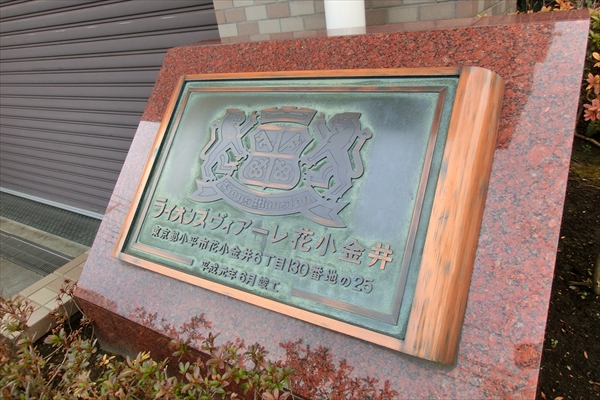 ライオンズヴィアーレ花小金井
東京都小平市花小金井6丁目130番地の25
平成元年6月竣工